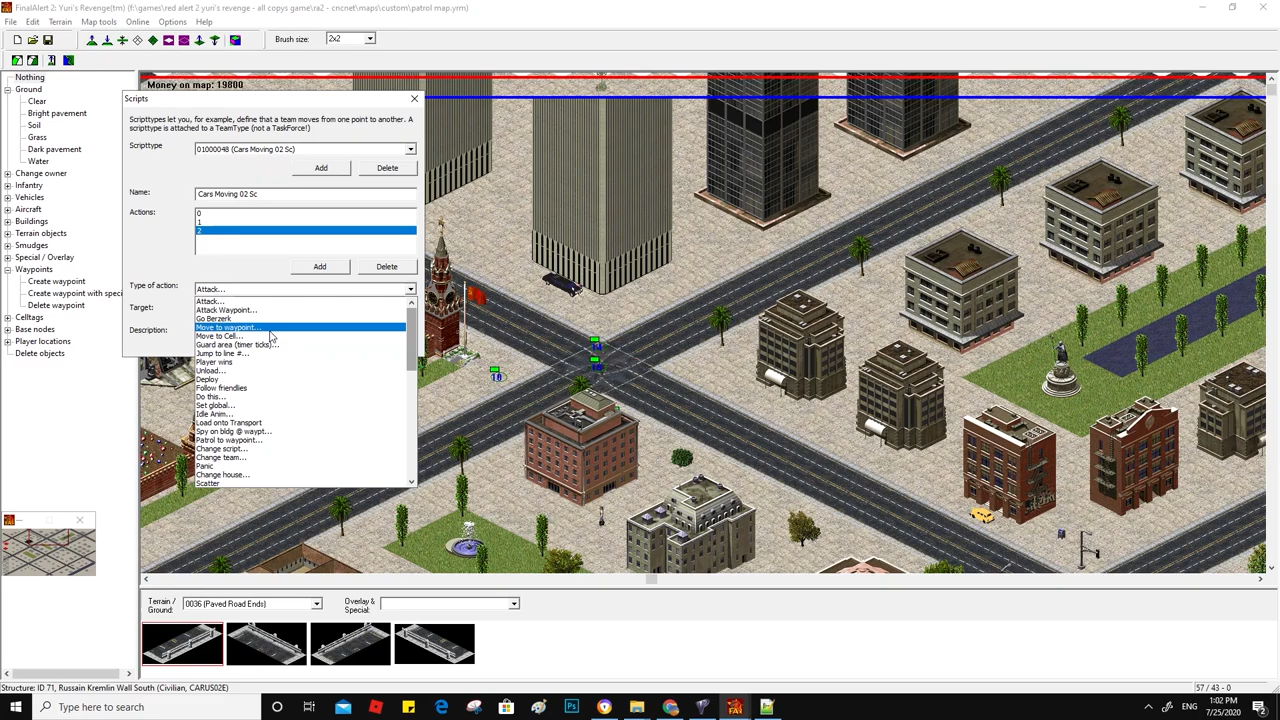 FinalAlert 2: Yuri's Revenge(tm) (f:\games\red alert 2 yuri's revenge - all copys game\ra2 - cncnet\maps\custom\patrol map.yrm)
File Edit Terrain Map tools Online Options Help
Brush size: 2x2
Nothing
Ground
Clear
Bright pavement
Soil
Grass
Dark pavement
Water
Change owner
Infantry
Vehicles
Aircraft
Buildings
Terrain objects
Smudges
Special / Overlay
Waypoints
Create waypoint
Create waypoint with speci
Delete waypoint
Celltags
Base nodes
Player locations
Delete objects
Money on map: 19800
Scripts
Scripttypes let you, for example, define that a team moves from one point to another. A
scripttype is attached to a TeamType (not a TaskForce!)
Scripttype 01000048 (Cars Moving 02 Sc)
Add Delete
Name: Cars Moving 02 Sc
Actions: 0
1
2
Add Delete
Type of action: Attack...
Target:
Description:
Attack...
Attack Waypoint...
Go Berzerk
Move to waypoint...
Move to Cell...
Guard area (timer ticks)...
Jump to line #...
Player wins
Unload...
Deploy
Follow friendlies
Do this...
Set global...
Idle Anim...
Load onto Transport
Spy on bldg @ waypt...
Patrol to waypoint...
Change script...
Change team...
Panic
Change house...
Scatter
10
Terrain / Ground: 0036 (Paved Road Ends)
Overlay & Special:
Structure: ID 71, Russain Kremlin Wall South (Civilian, CARUS02E)
57 / 43 - 0
Type here to search
Ps
FA2
ENG
1:02 PM
7/25/2020